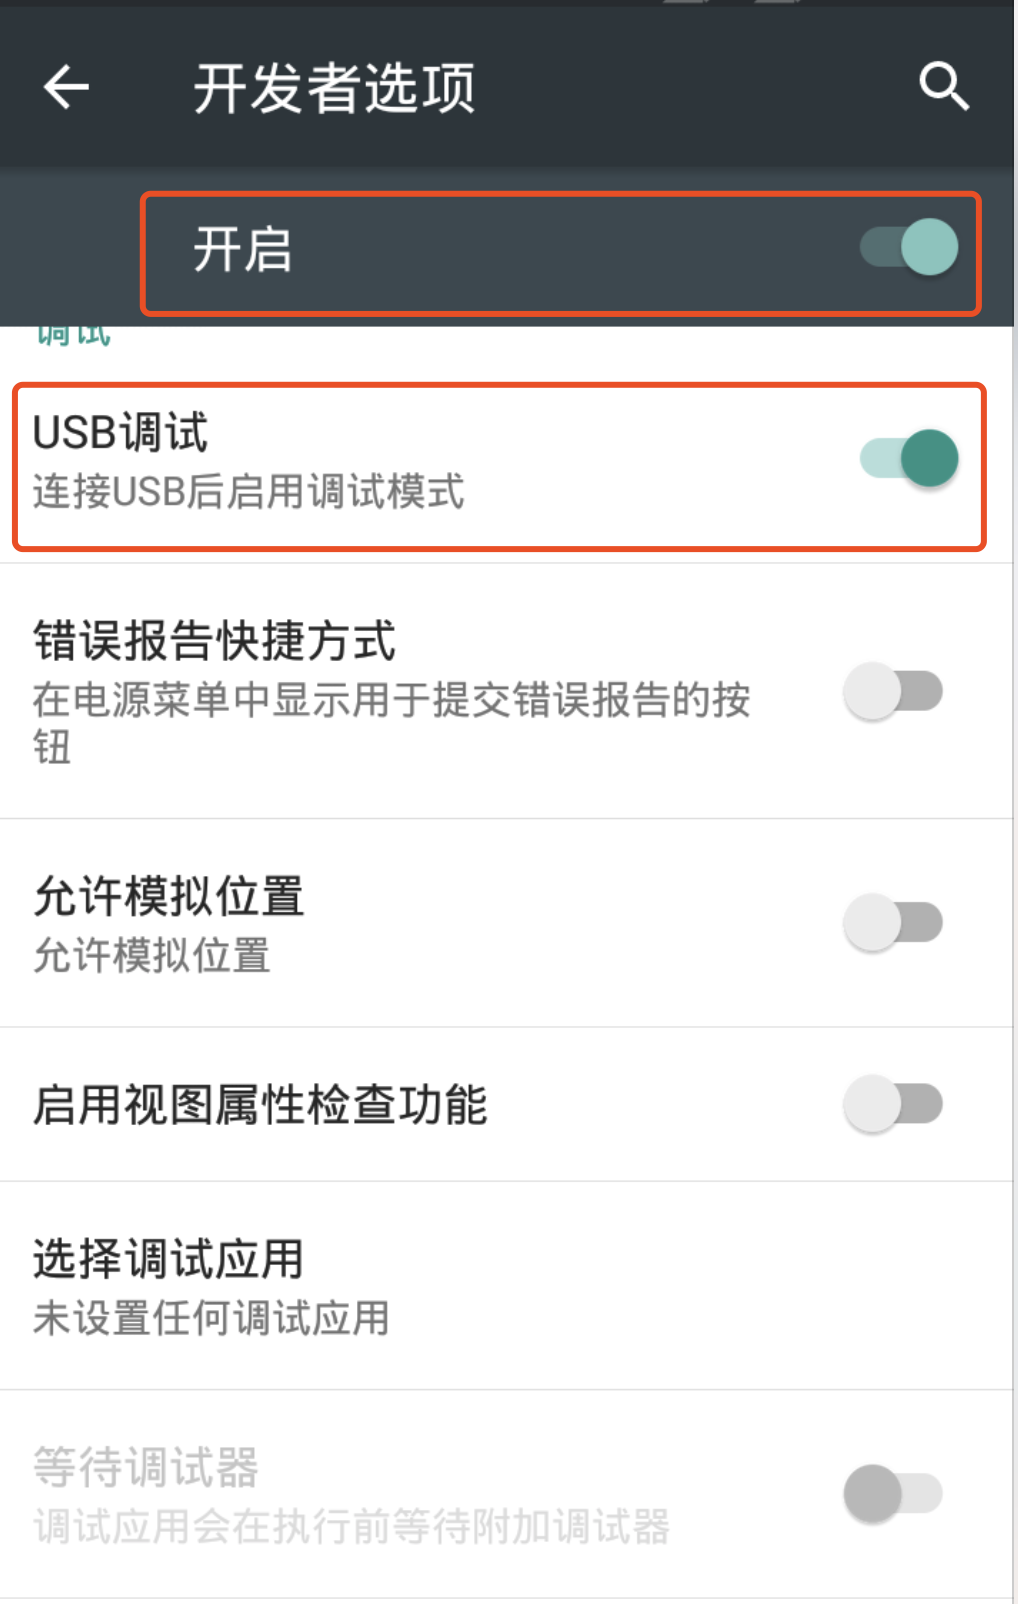 开发者选项
开启
调试
USB调试
连接USB后启用调试模式
错误报告快捷方式
在电源菜单中显示用于提交错误报告的按
钮
允许模拟位置
允许模拟位置
启用视图属性检查功能
选择调试应用
未设置任何调试应用
等待调试器
调试应用会在执行前等待附加调试器